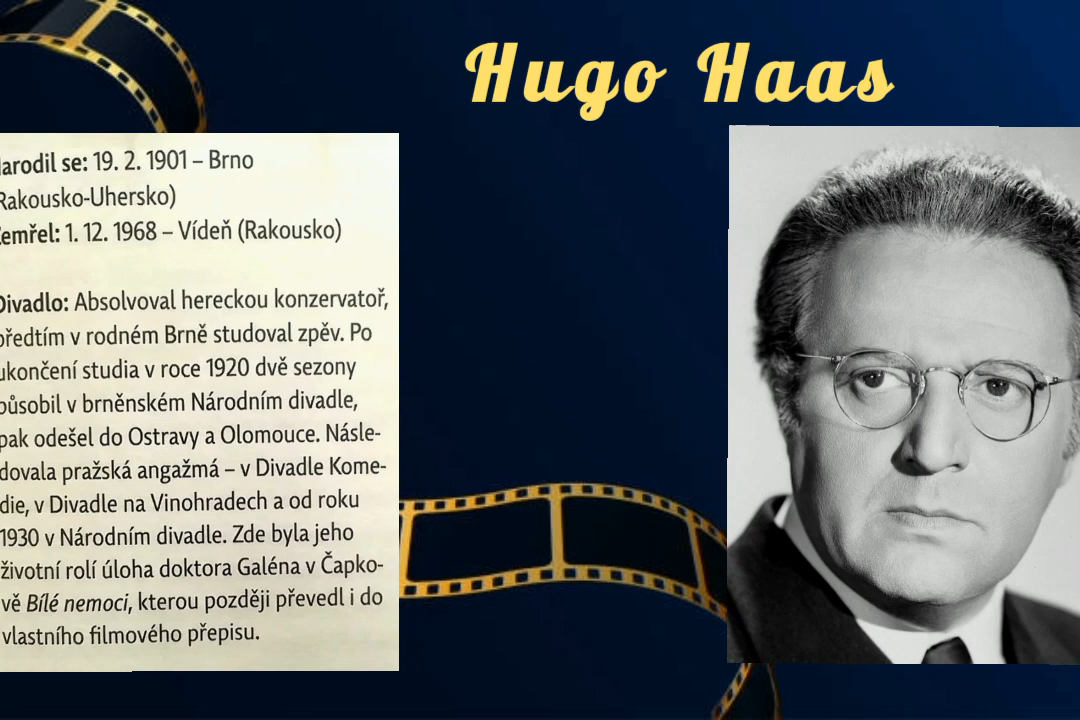 Hugo Haas
arodil se: 19. 2. 1901 – Brno
Rakousko-Uhersko)
emřel: 1. 12. 1968 – Vídeň (Rakousko)
Divadlo: Absolvoval hereckou konzervatoř,
předtím v rodném Brně studoval zpěv. Po
ukončení studia v roce 1920 dvě sezony
působil v brněnském Národním divadle,
pak odešel do Ostravy a Olomouce. Násle-
dovala pražská angažmá – v Divadle Kome-
die, v Divadle na Vinohradech a od roku
1930 v Národním divadle. Zde byla jeho
životní rolí úloha doktora Galéna v Čapko-
vě Bílé nemoci, kterou později převedl i do
vlastního filmového přepisu.